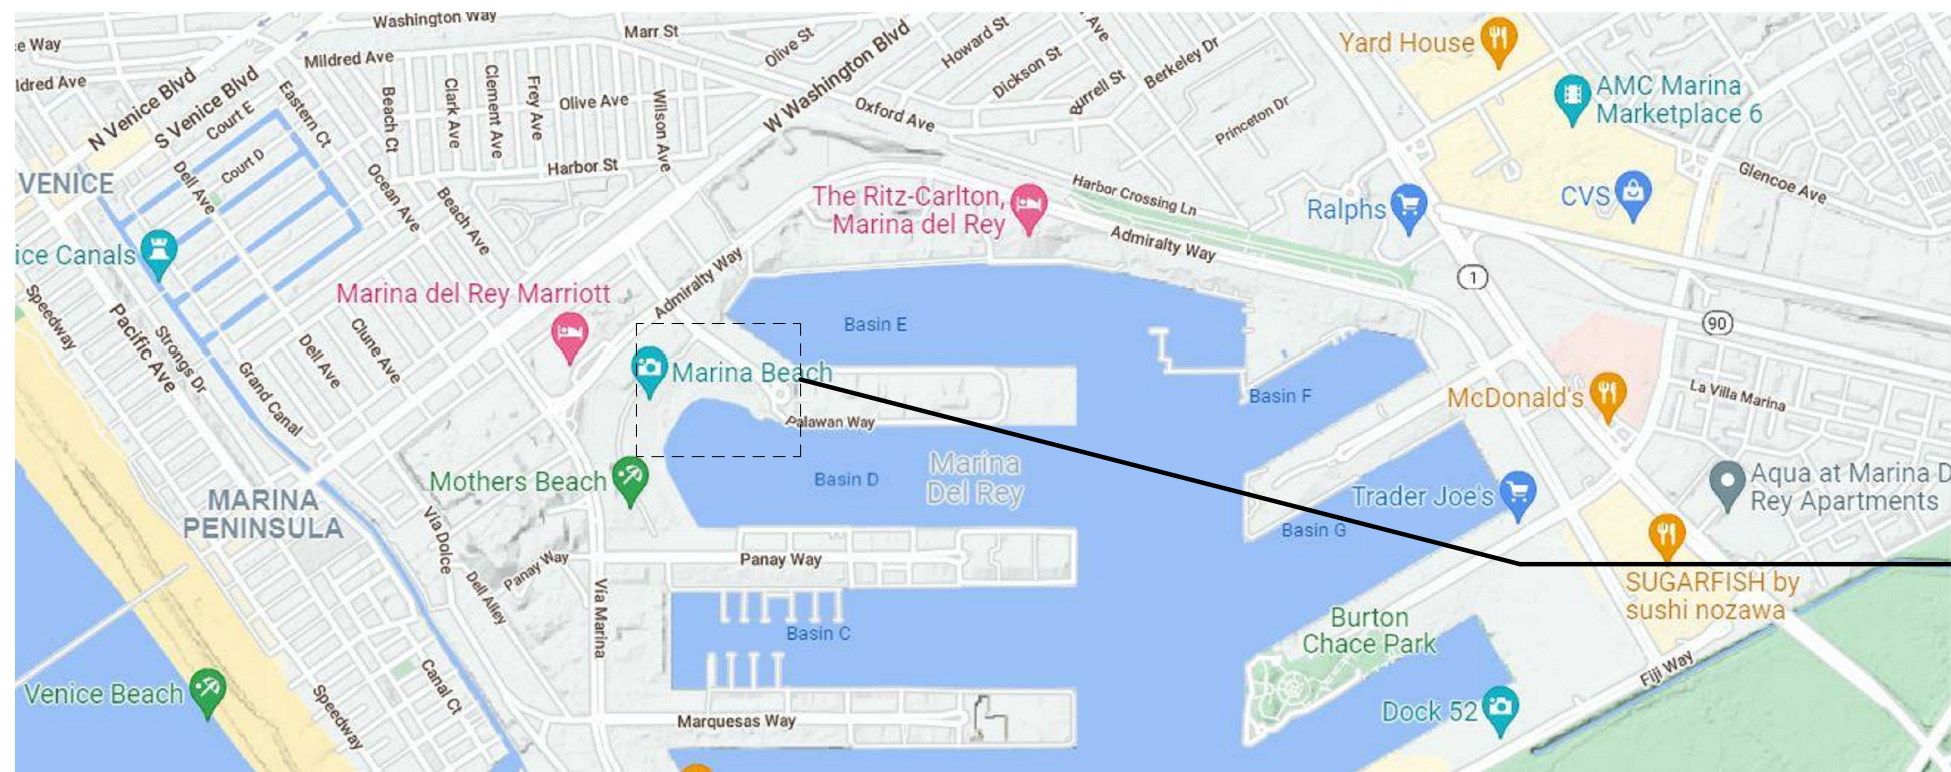 Washington Way
Marr St
Olive St
W Washington Blvd
Howard St
Ave
Yard House
e Way
Mildred Ave
ldred Ave
N Venice Blvd
S Venice Blvd
Court E
Eastern Ct
Beach Ct
Clark Ave
Clement Ave
Frey Ave
Olive Ave
Wilson Ave
Oxford Ave
Dickson St
Burrell St
Berkeley Dr
Princeton Dr
AMC Marina
Marketplace 6
Court D
Dell Ave
Harbor St
VENICE
Ocean Ave
Beach Ave
The Ritz-Carlton,
Marina del Rey
Harbor Crossing Ln
Ralphs
CVS
Glencoe Ave
ice Canals
Admiralty Way
Admiralty Way
1
Speedway
Pacific Ave
Strongs Dr
Marina del Rey Marriott
Basin E
90
Dell Ave
Clune Ave
Grand Canal
Marina Beach
Basin F
McDonald's
La Villa Marina
Palawan Way
Mothers Beach
Basin D
Marina
Del Rey
Trader Joe's
Aqua at Marina D
Rey Apartments
MARINA
PENINSULA
Via Dolce
Basin G
Panay Way
Panay Way
Dell Alley
Via Marina
SUGARFISH by
sushi nozawa
Basin C
Burton
Chace Park
Fiji Way
Venice Beach
Speedway
Canal Ct
Marquesas Way
Dock 52